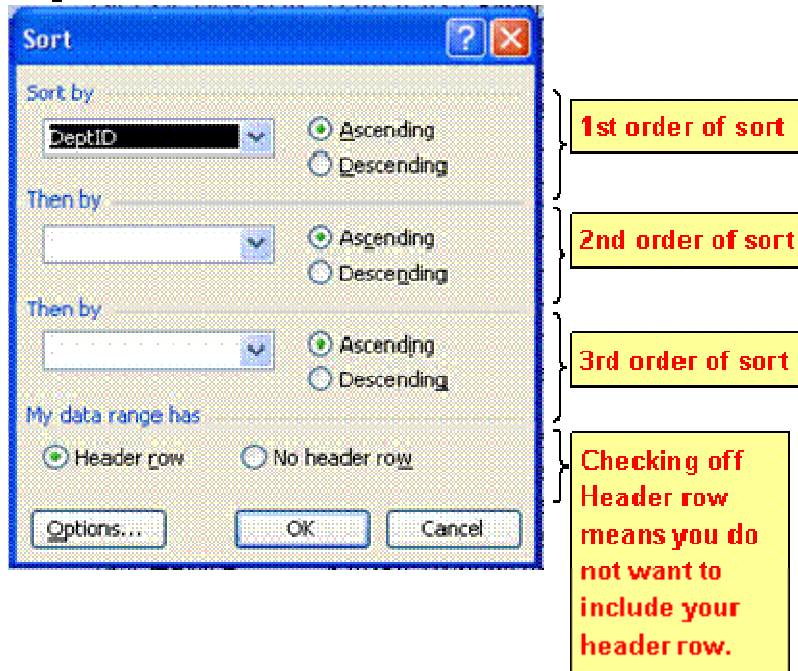 Sort
Sort by
DeptID
Ascending
Descending
1st order of sort
Then by
Ascending
Descending
2nd order of sort
Then by
Ascending
Descending
3rd order of sort
My data range has
Header row
No header row
Options...
OK
Cancel
Checking off
Header row
means you do
not want to
include your
header row.